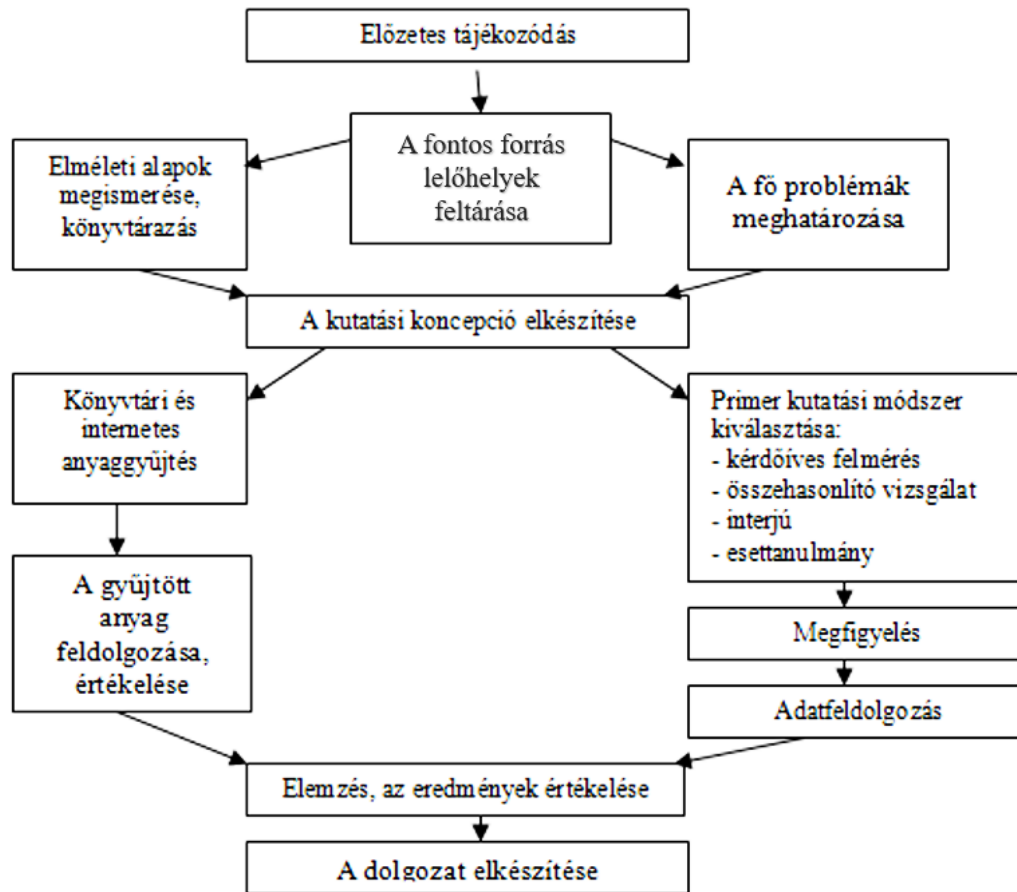 Előzetes tájékozódás
A fontos forrás
lelőhelyek
feltárása
Elméleti alapok
megismerése,
könyvtárazás
A fő problémák
meghatározása
A kutatási koncepció elkészítése
Könyvtári és
internetes
anyaggyűjtés
Primer kutatási módszer
kiválasztása:
- kérdőíves felmérés
- összehasonlító vizsgálat
- interjú
- esettanulmány
A gyűjtött
anyag
feldolgozása,
értékelése
Megfigyelés
Adatfeldolgozás
Elemzés, az eredmények értékelése
A dolgozat elkészítése